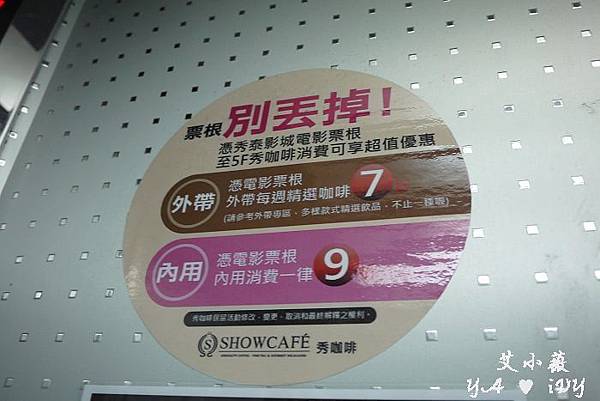 票根別丟掉!
憑秀泰影城電影票根
至5F秀咖啡消費可享超值優惠
外帶
憑電影票根
外帶每週精選咖啡7
(請參考外帶專區、多樣款式精選飲品,不止一種喔)
內用
憑電影票根
內用消費一律9
秀咖啡保留活動修改、變更、取消和最終解釋之權利。
S SHOWCAFÉ 秀咖啡
艾小薇
YA ♥ iVY